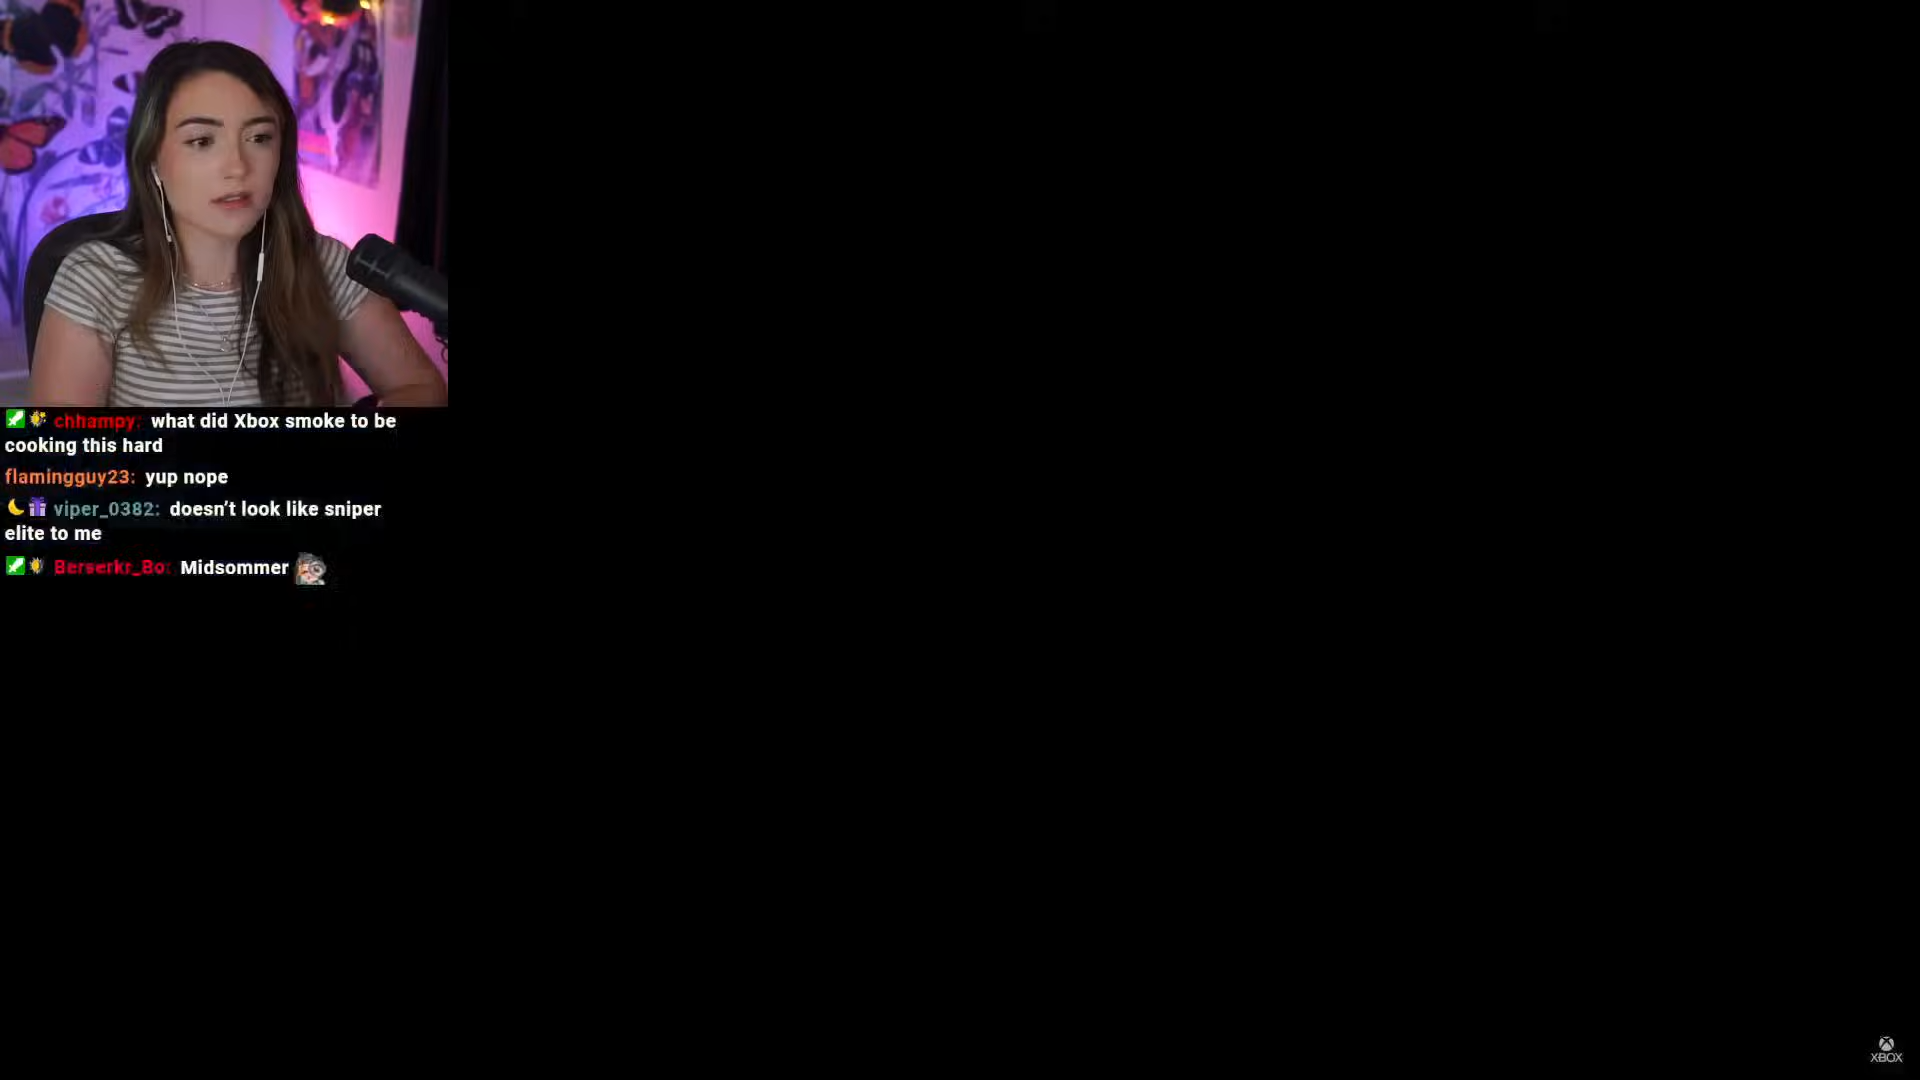 chhampy: what did Xbox smoke to be
cooking this hard
flamingguy23: yup nope
viper_0382: doesn’t look like sniper
elite to me
Berserkr_Bo: Midsommer
XBOX